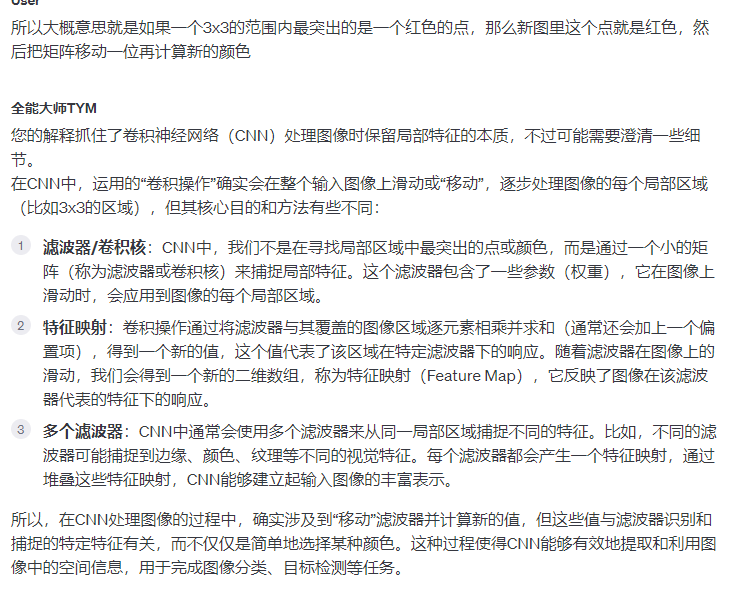 User
所以大概意思就是如果一个3x3的范围内最突出的是一个红色的点，那么新图里这个点就是红色，然
后把矩阵移动一位再计算新的颜色
全能大师TYM
您的解释抓住了卷积神经网络（CNN）处理图像时保留局部特征的本质，不过可能需要澄清一些细
节。
在CNN中，运用的“卷积操作”确实会在整个输入图像上滑动或“移动”，逐步处理图像的每个局部区域
（比如3x3的区域），但其核心目的和方法有些不同：
1 滤波器/卷积核：CNN中，我们不是在寻找局部区域中最突出的点或颜色，而是通过一个小的矩
阵（称为滤波器或卷积核）来捕捉局部特征。这个滤波器包含了一些参数（权重），它在图像上
滑动时，会应用到图像的每个局部区域。
2 特征映射：卷积操作通过将滤波器与其覆盖的图像区域逐元素相乘并求和（通常还会加上一个偏
置项），得到一个新的值，这个值代表了该区域在特定滤波器下的响应。随着滤波器在图像上的
滑动，我们会得到一个新的二维数组，称为特征映射（Feature Map），它反映了图像在该滤波
器代表的特征下的响应。
3 多个滤波器：CNN中通常会使用多个滤波器来从同一局部区域捕捉不同的特征。比如，不同的滤
波器可能捕捉到边缘、颜色、纹理等不同的视觉特征。每个滤波器都会产生一个特征映射，通过
堆叠这些特征映射，CNN能够建立起输入图像的丰富表示。
所以，在CNN处理图像的过程中，确实涉及到“移动”滤波器并计算新的值，但这些值与滤波器识别和
捕捉的特定特征有关，而不仅仅是简单地选择某种颜色。这种过程使得CNN能够有效地提取和利用图
像中的空间信息，用于完成图像分类、目标检测等任务。